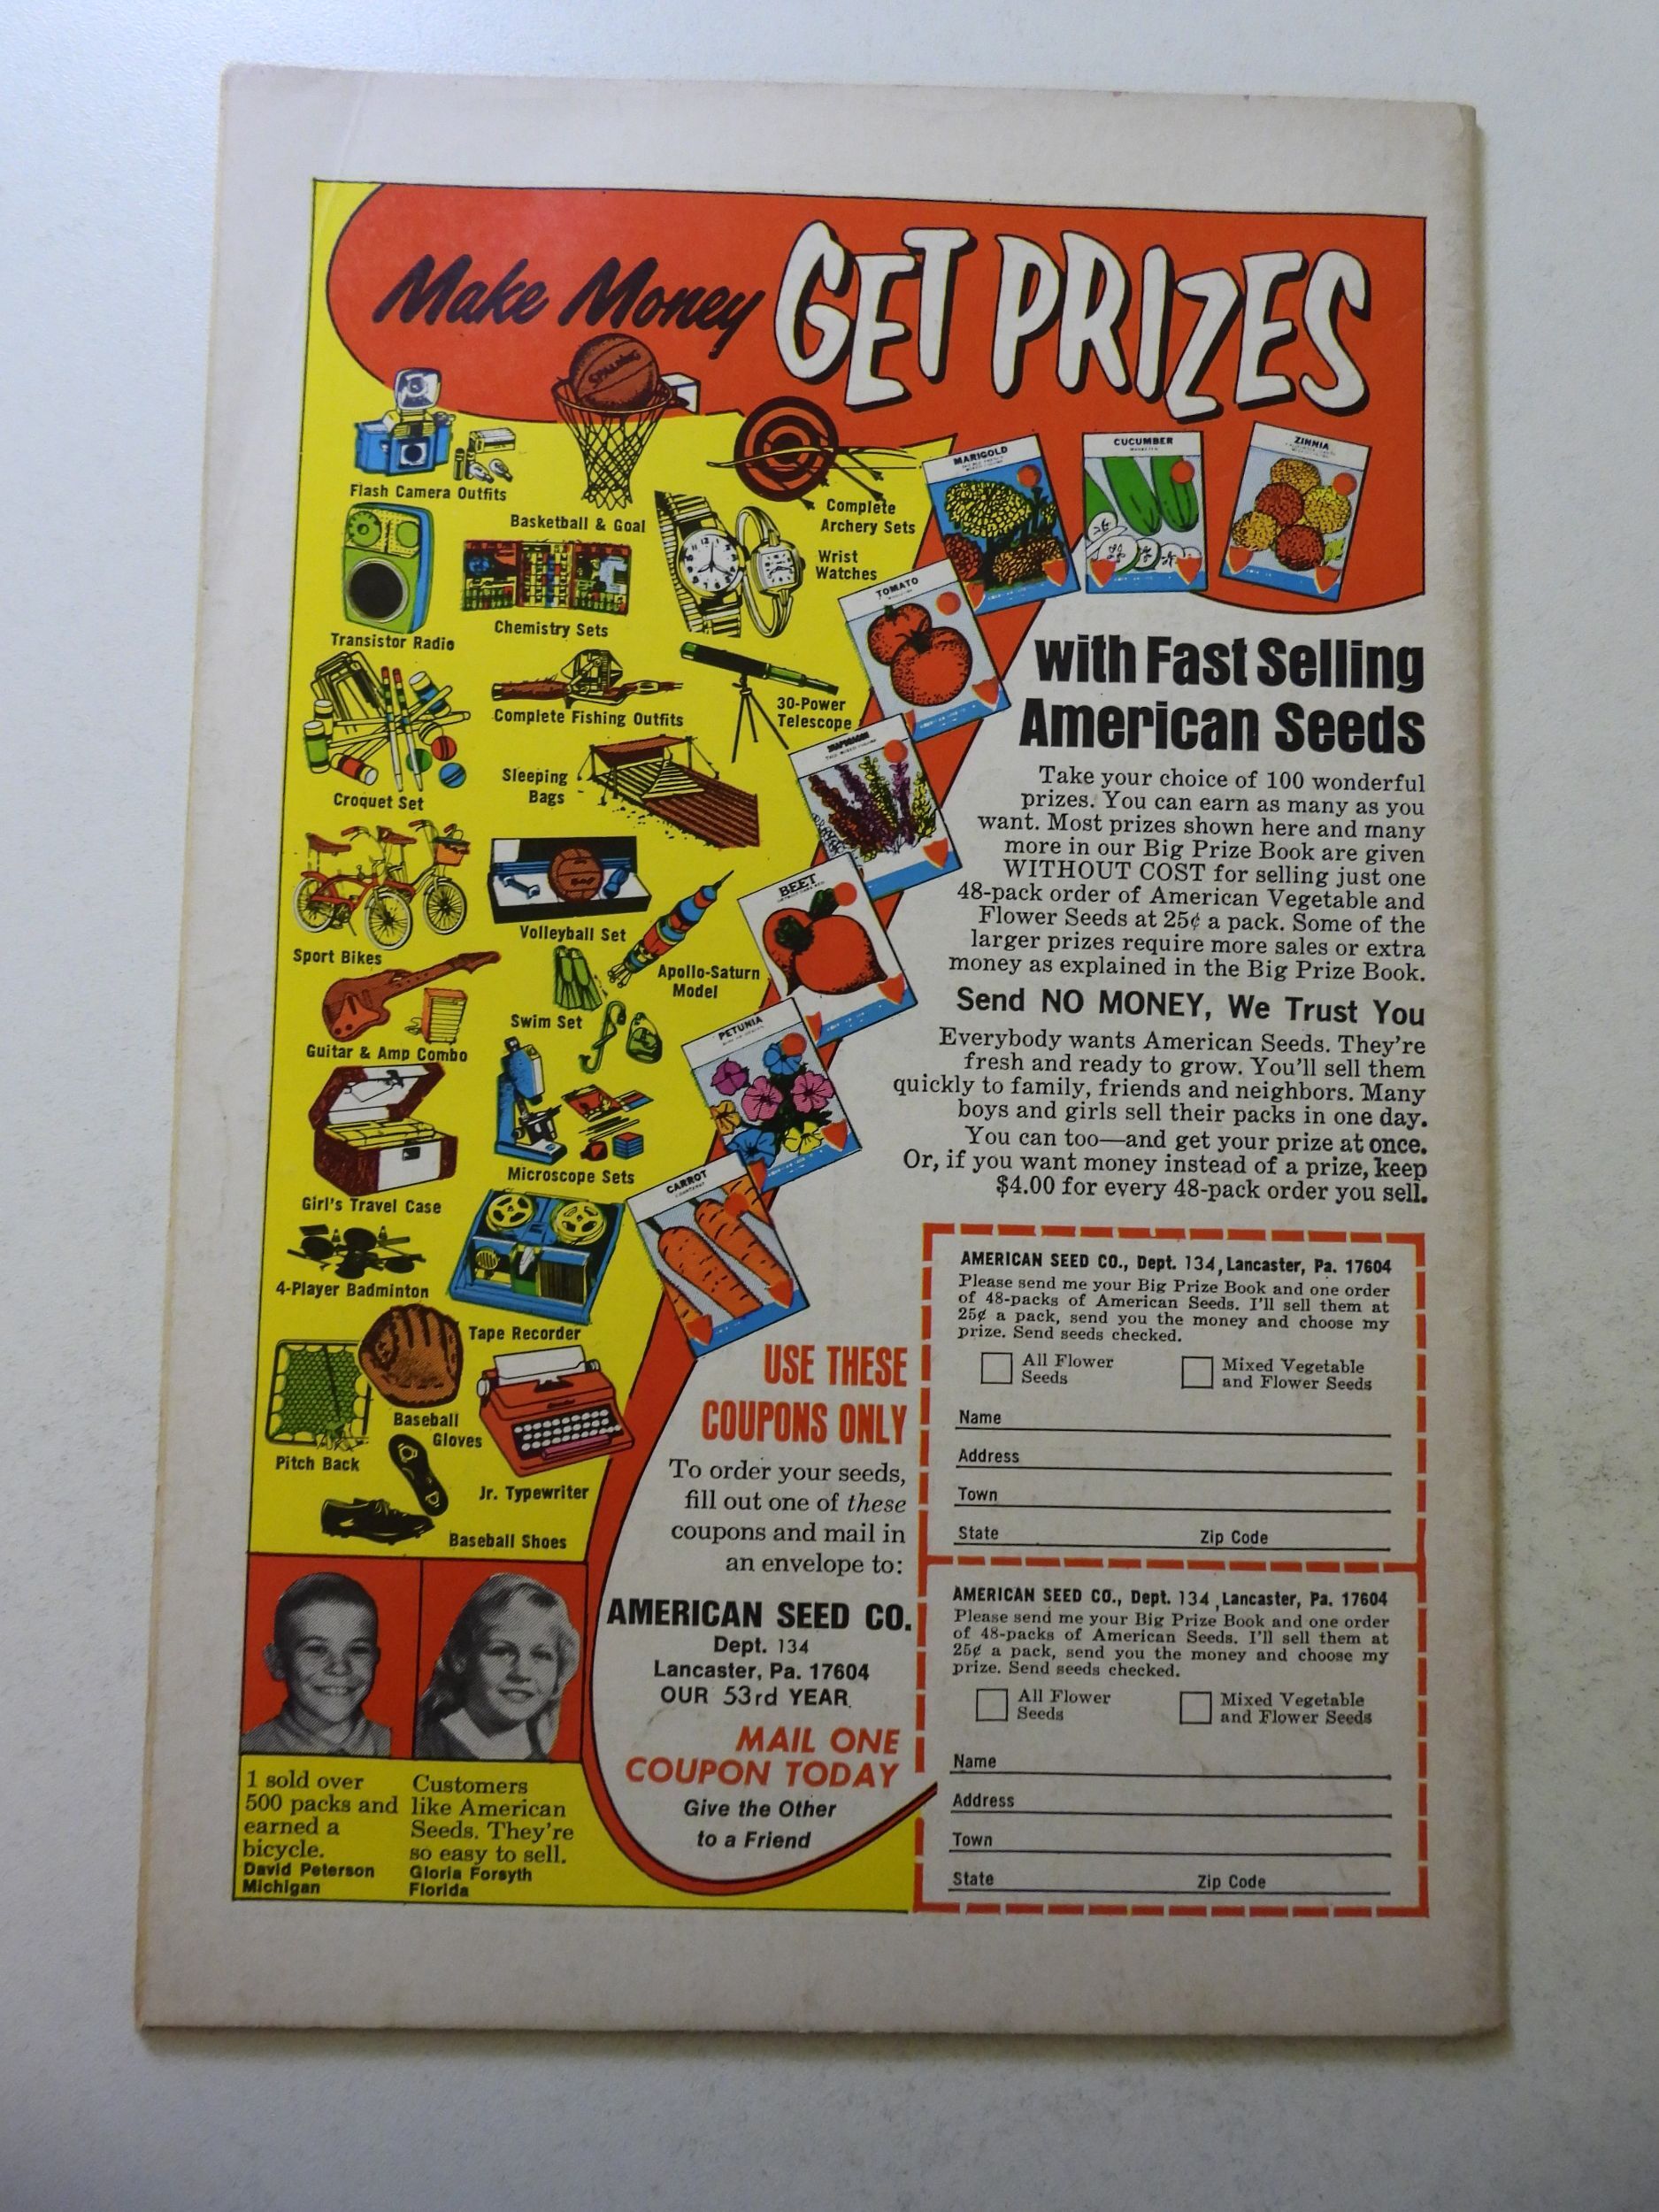 Make Money GET PRIZES
SPALDING
Flash Camera Outfits
Basketball & Goal
Complete
Archery Sets
Wrist
Watches
Transistor Radio
Chemistry Sets
Croquet Set
Complete Fishing Outfits
30-Power
Telescope
Sleeping
Bags
Sport Bikes
Volleyball Set
Apollo-Saturn
Model
Swim Set
Guitar & Amp Combo
Girl's Travel Case
Microscope Sets
4-Player Badminton
Tape Recorder
Baseball
Gloves
Pitch Back
Jr. Typewriter
Baseball Shoes
MARIGOLD
CUCUMBER
ZINNIA
TOMATO
SNAPDRAGON
BEET
PETUNIA
CARROT
with Fast Selling
American Seeds
Take your choice of 100 wonderful
prizes. You can earn as many as you
want. Most prizes shown here and many
more in our Big Prize Book are given
WITHOUT COST for selling just one
48-pack order of American Vegetable and
Flower Seeds at 25¢ a pack. Some of the
larger prizes require more sales or extra
money as explained in the Big Prize Book.
Send NO MONEY, We Trust You
Everybody wants American Seeds. They're
fresh and ready to grow. You'll sell them
quickly to family, friends and neighbors. Many
boys and girls sell their packs in one day.
You can too—and get your prize at once.
Or, if you want money instead of a prize, keep
$4.00 for every 48-pack order you sell.
USE THESE
COUPONS ONLY
To order your seeds,
fill out one of these
coupons and mail in
an envelope to:
AMERICAN SEED CO.
Dept. 134
Lancaster, Pa. 17604
OUR 53rd YEAR
MAIL ONE
COUPON TODAY
Give the Other
to a Friend
1 sold over
500 packs and
earned a
bicycle.
David Peterson
Michigan
Customers
like American
Seeds. They're
so easy to sell.
Gloria Forsyth
Florida
AMERICAN SEED CO., Dept. 134, Lancaster, Pa. 17604
Please send me your Big Prize Book and one order
of 48-packs of American Seeds. I'll sell them at
25¢ a pack, send you the money and choose my
prize. Send seeds checked.
All Flower
Seeds
Mixed Vegetable
and Flower Seeds
Name
Address
Town
State Zip Code
AMERICAN SEED CO., Dept. 134, Lancaster, Pa. 17604
Please send me your Big Prize Book and one order
of 48-packs of American Seeds. I'll sell them at
25¢ a pack, send you the money and choose my
prize. Send seeds checked.
All Flower
Seeds
Mixed Vegetable
and Flower Seeds
Name
Address
Town
State Zip Code